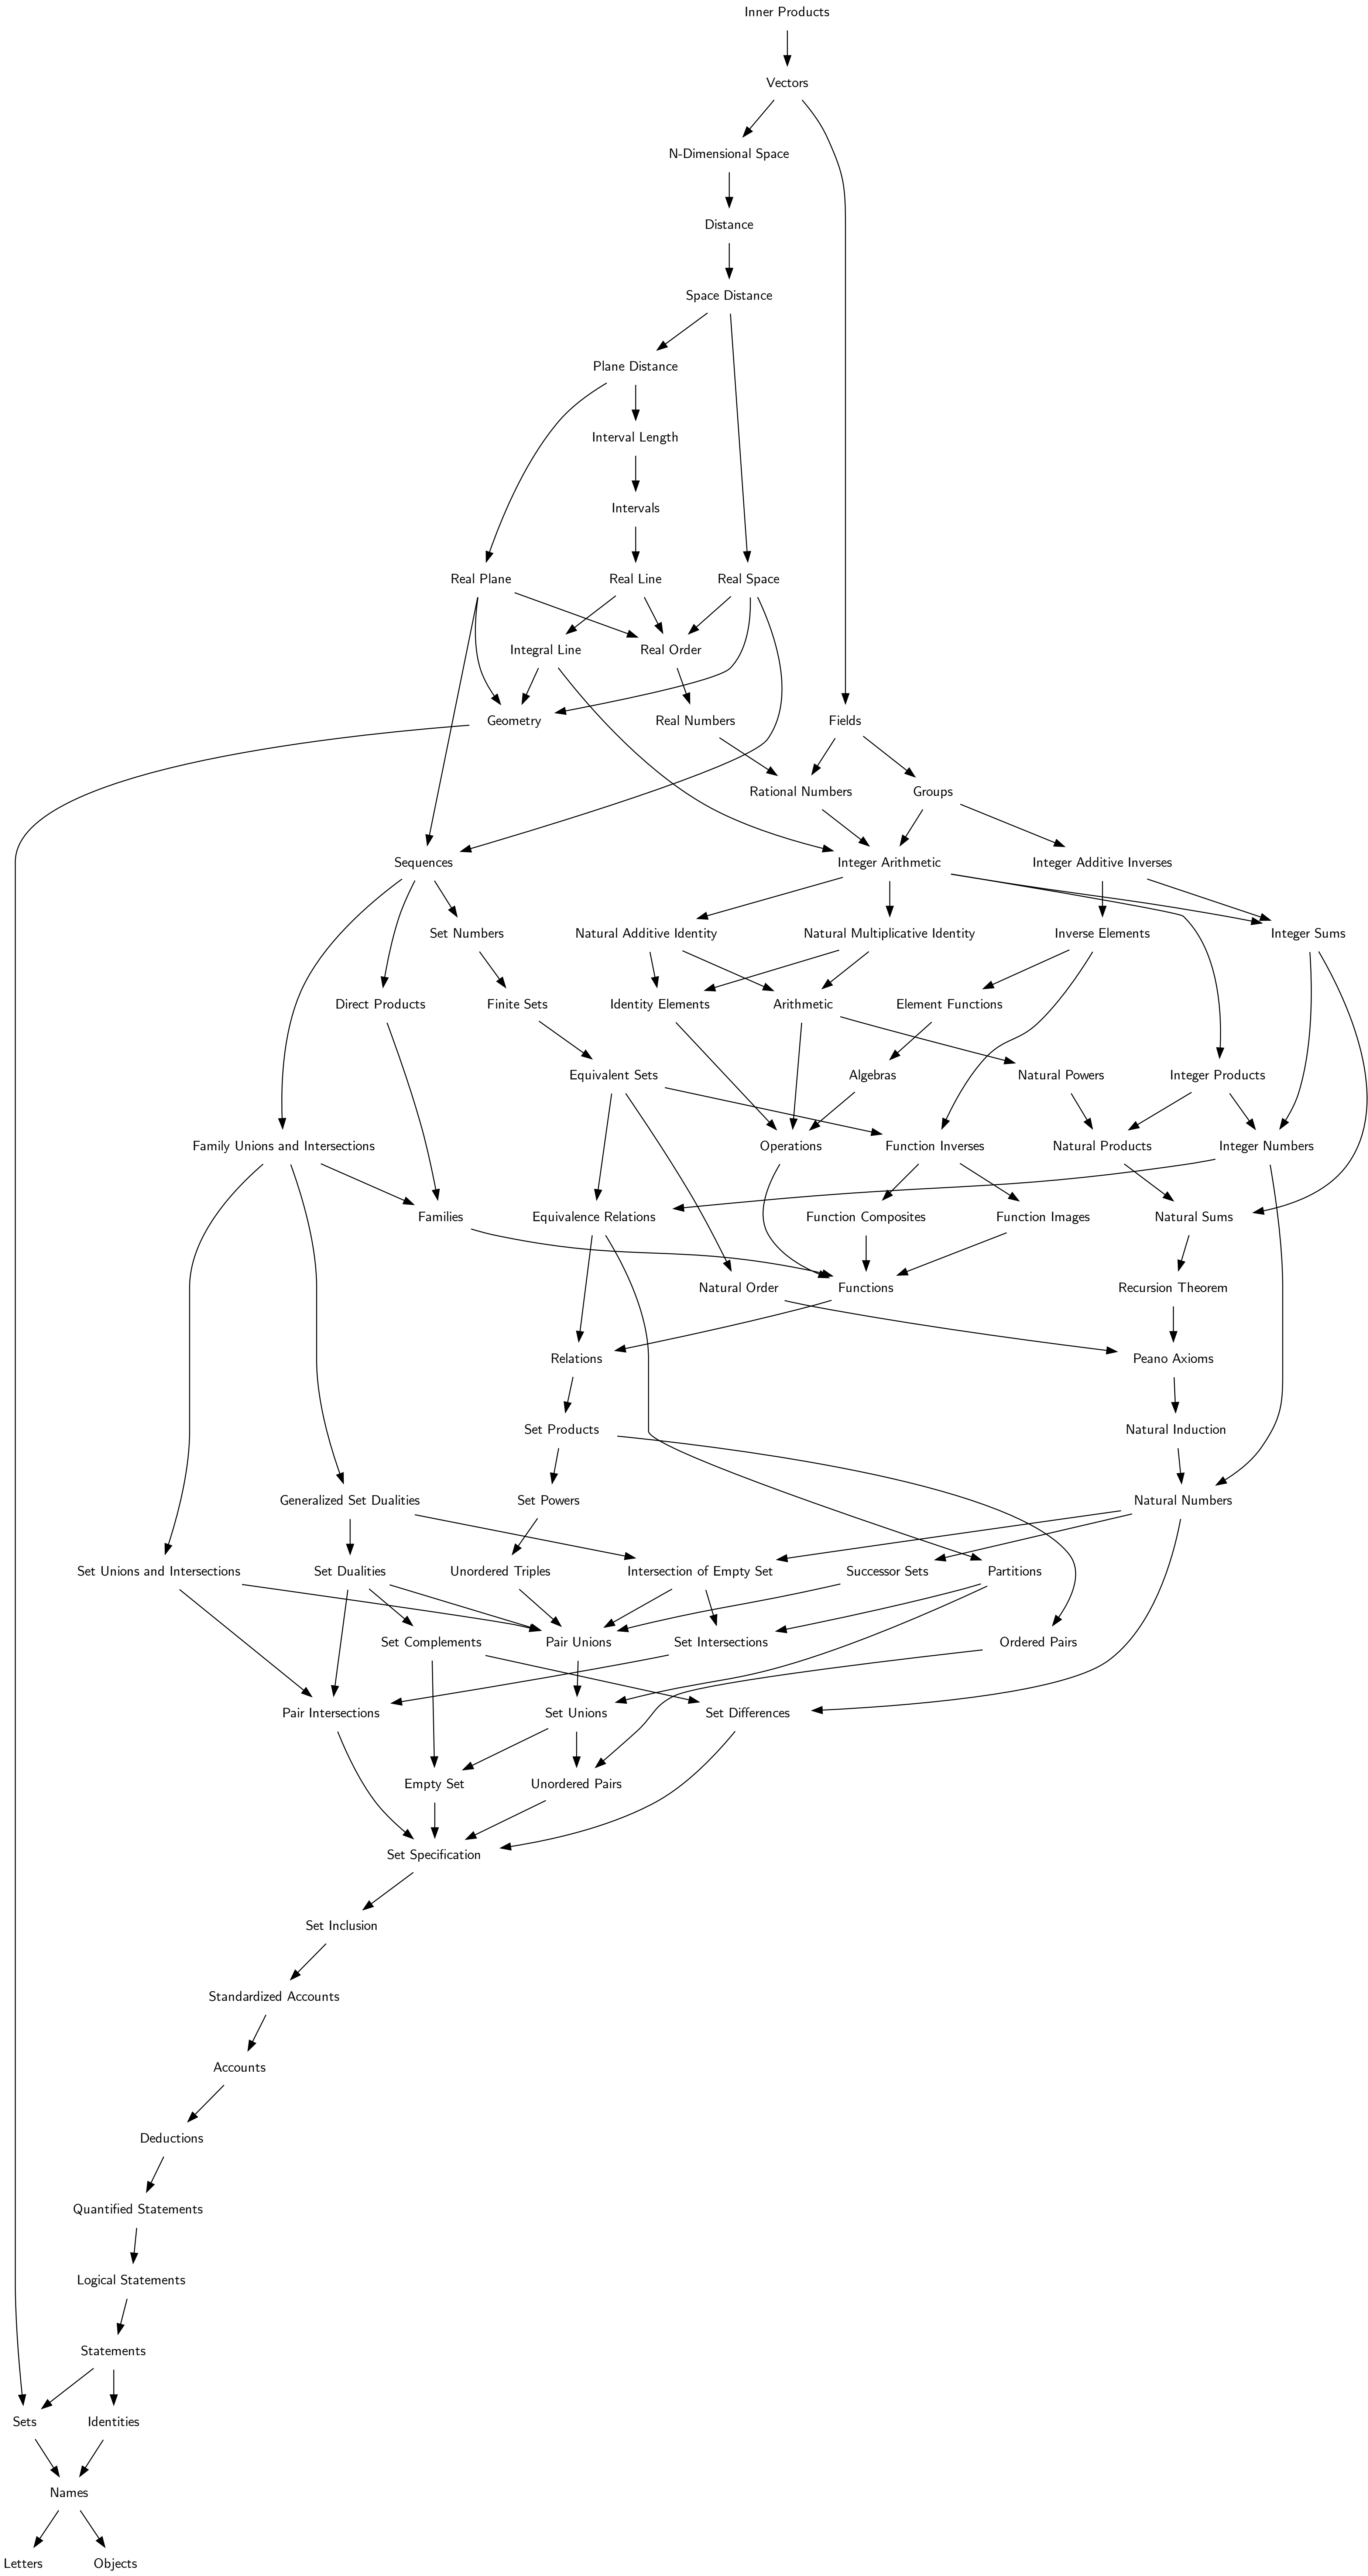 Inner Products
Vectors
N-Dimensional Space
Distance
Space Distance
Plane Distance
Interval Length
Intervals
Real Plane
Real Line
Real Space
Integral Line
Real Order
Geometry
Real Numbers
Fields
Rational Numbers
Groups
Sequences
Integer Arithmetic
Integer Additive Inverses
Set Numbers
Natural Additive Identity
Natural Multiplicative Identity
Inverse Elements
Integer Sums
Direct Products
Finite Sets
Identity Elements
Arithmetic
Element Functions
Equivalent Sets
Algebras
Natural Powers
Integer Products
Family Unions and Intersections
Operations
Function Inverses
Natural Products
Integer Numbers
Families
Equivalence Relations
Function Composites
Function Images
Natural Sums
Natural Order
Functions
Recursion Theorem
Relations
Peano Axioms
Set Products
Natural Induction
Generalized Set Dualities
Set Powers
Natural Numbers
Set Unions and Intersections
Set Dualities
Unordered Triples
Intersection of Empty Set
Successor Sets
Partitions
Set Complements
Pair Unions
Set Intersections
Ordered Pairs
Pair Intersections
Set Unions
Set Differences
Empty Set
Unordered Pairs
Set Specification
Set Inclusion
Standardized Accounts
Accounts
Deductions
Quantified Statements
Logical Statements
Statements
Sets
Identities
Names
Letters
Objects